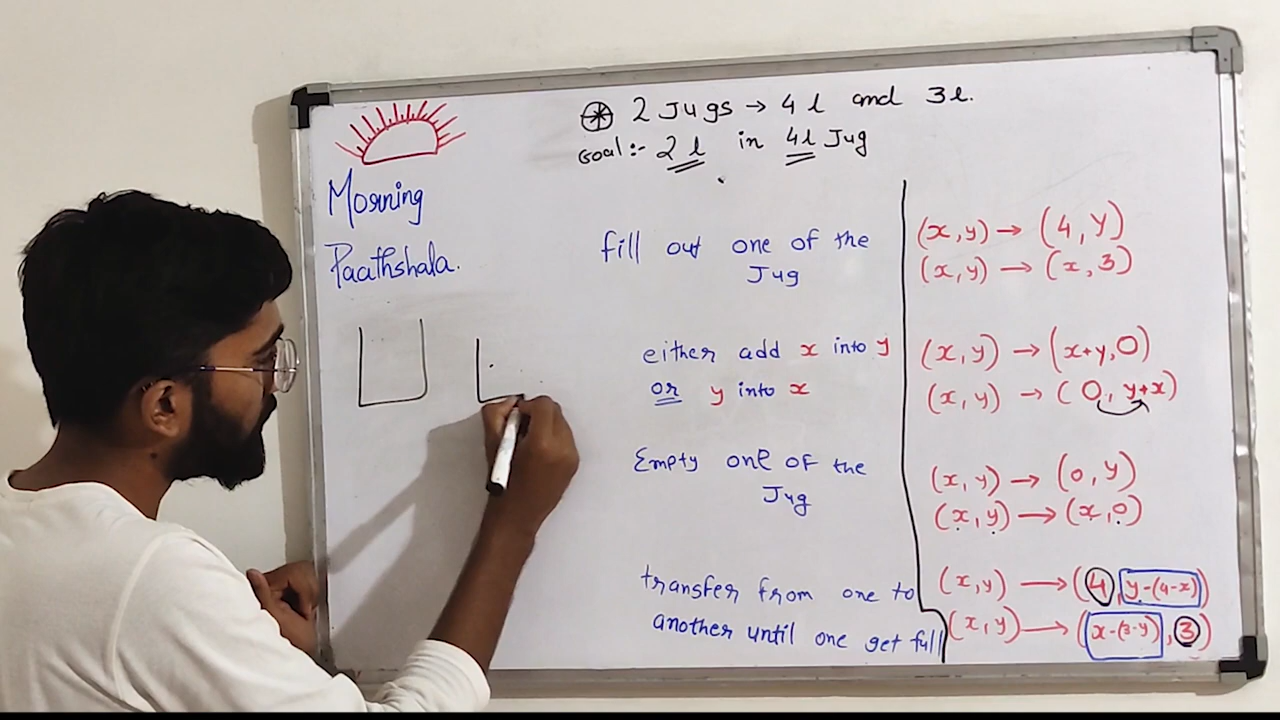 2 Jugs → 4 l and 3 l.
Goal:- 2 l in 4l Jug
Morning
Paathshala.
fill out one of the
Jug
(x,y) → (4, Y)
(x,y) → (x,3)
either add x into y
or y into x
(x,y) → (x+y,0)
(x,y) → (0, y+x)
Empty one of the
Jug
(x,y) → (0,y)
(x,y) → (x,0)
transfer from one to
another until one get full
(x,y) → (4, y-(4-x))
(x,y) → (x-(3-y), 3)